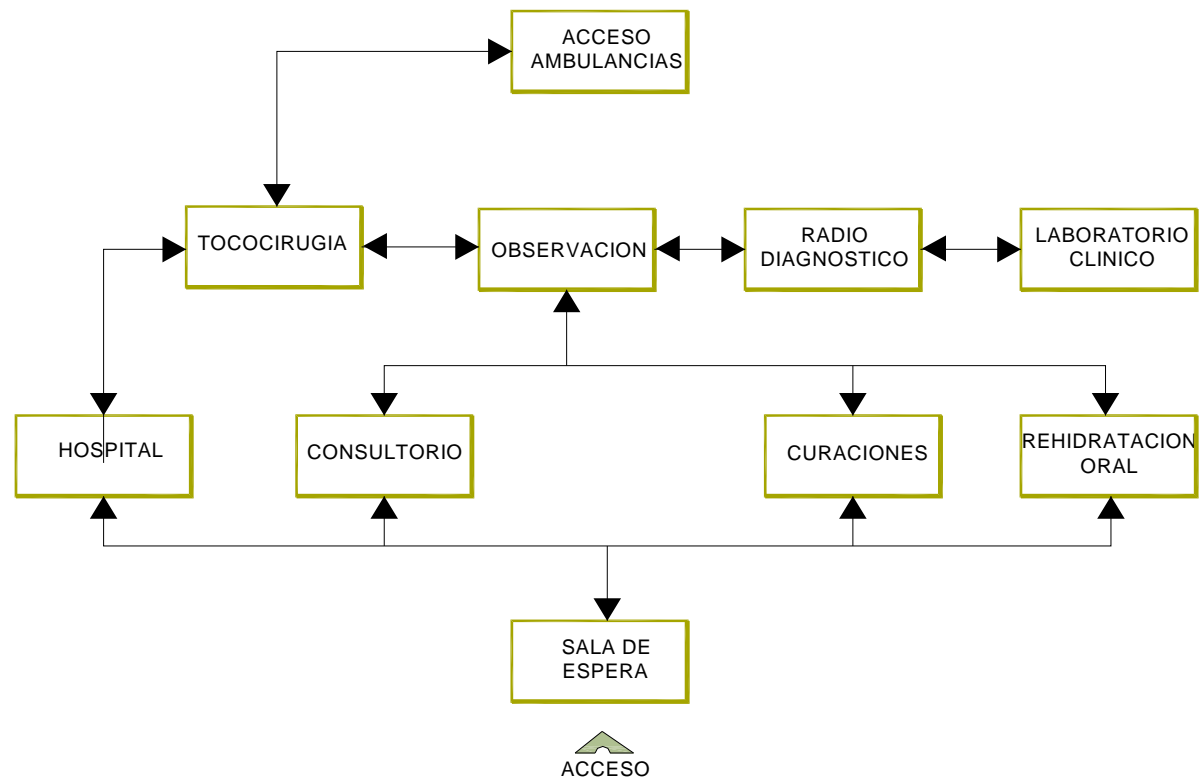 ACCESO
AMBULANCIAS
TOCOCIRUGIA
OBSERVACION
RADIO
DIAGNOSTICO
LABORATORIO
CLINICO
HOSPITAL
CONSULTORIO
CURACIONES
REHIDRATACION
ORAL
SALA DE
ESPERA
ACCESO